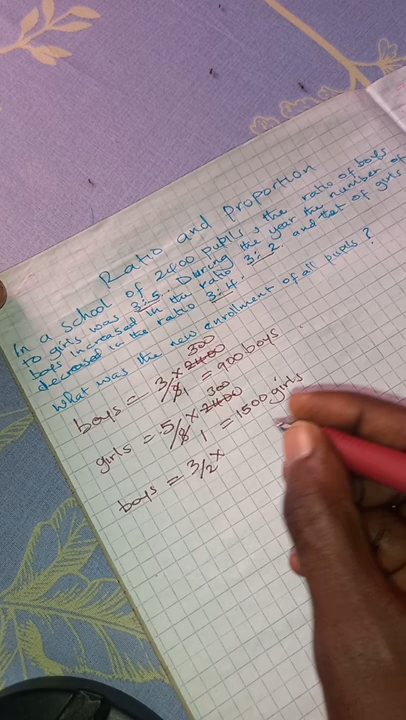 Ratio and Proportion
In a school of 2400 pupils, the ratio of boys
to girls was 3:5. During the year the number of
boys increased in the ratio 3:2 and that of girls
decreased in the ratio 3:4.
What was the new enrollment of all pupils?
300
boys = 3/8 × 2400 = 900 boys
1
300
girls = 5/8 × 2400 = 1500 girls
1
boys = 3/2 ×